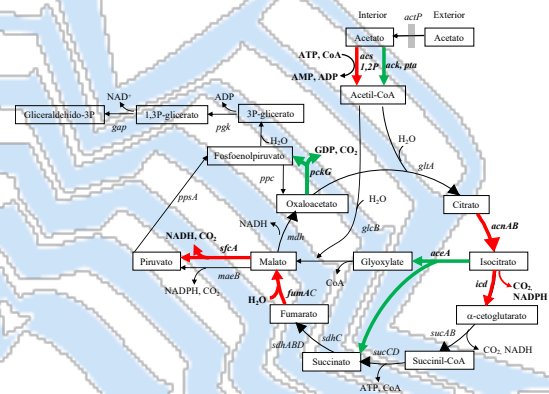 Interior
actP
Exterior
Acetato
Acetato
ATP, CoA
acs
1,2P
ack, pta
AMP, ADP
Acetil-CoA
NAD+
ADP
Gliceraldehido-3P
1,3P-glicerato
3P-glicerato
gap
pgk
H2O
H2O
GDP, CO2
Fosfoenolpiruvato
gltA
ppc
pckG
ppsA
Oxaloacetato
H2O
Citrato
NADH
glcB
acnAB
NADH, CO2
mdh
sfcA
aceA
Piruvato
Malato
Glyoxylate
Isocitrato
maeB
CoA
icd
CO2,
NADPH
NADPH, CO2
H2O
fumAC
Fumarato
α-cetoglutarato
sdhC
sucAB
sdhABD
sucCD
CO2, NADH
Succinato
Succinil-CoA
ATP, CoA